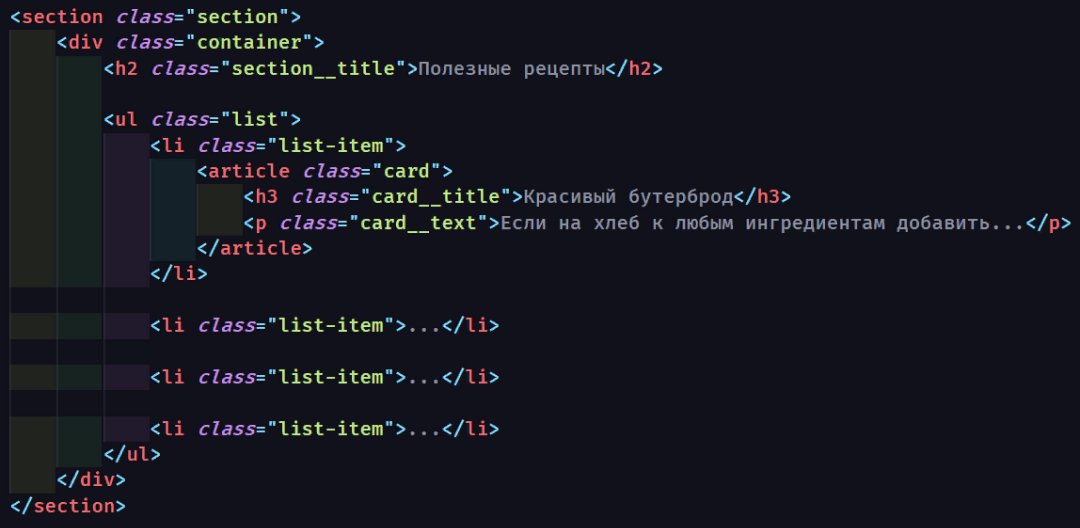 <section class="section">
<div class="container">
<h2 class="section__title">Полезные рецепты</h2>
<ul class="list">
<li class="list-item">
<article class="card">
<h3 class="card__title">Красивый бутерброд</h3>
<p class="card__text">Если на хлеб к любым ингредиентам добавить...</p>
</article>
</li>
<li class="list-item">...</li>
<li class="list-item">...</li>
<li class="list-item">...</li>
</ul>
</div>
</section>